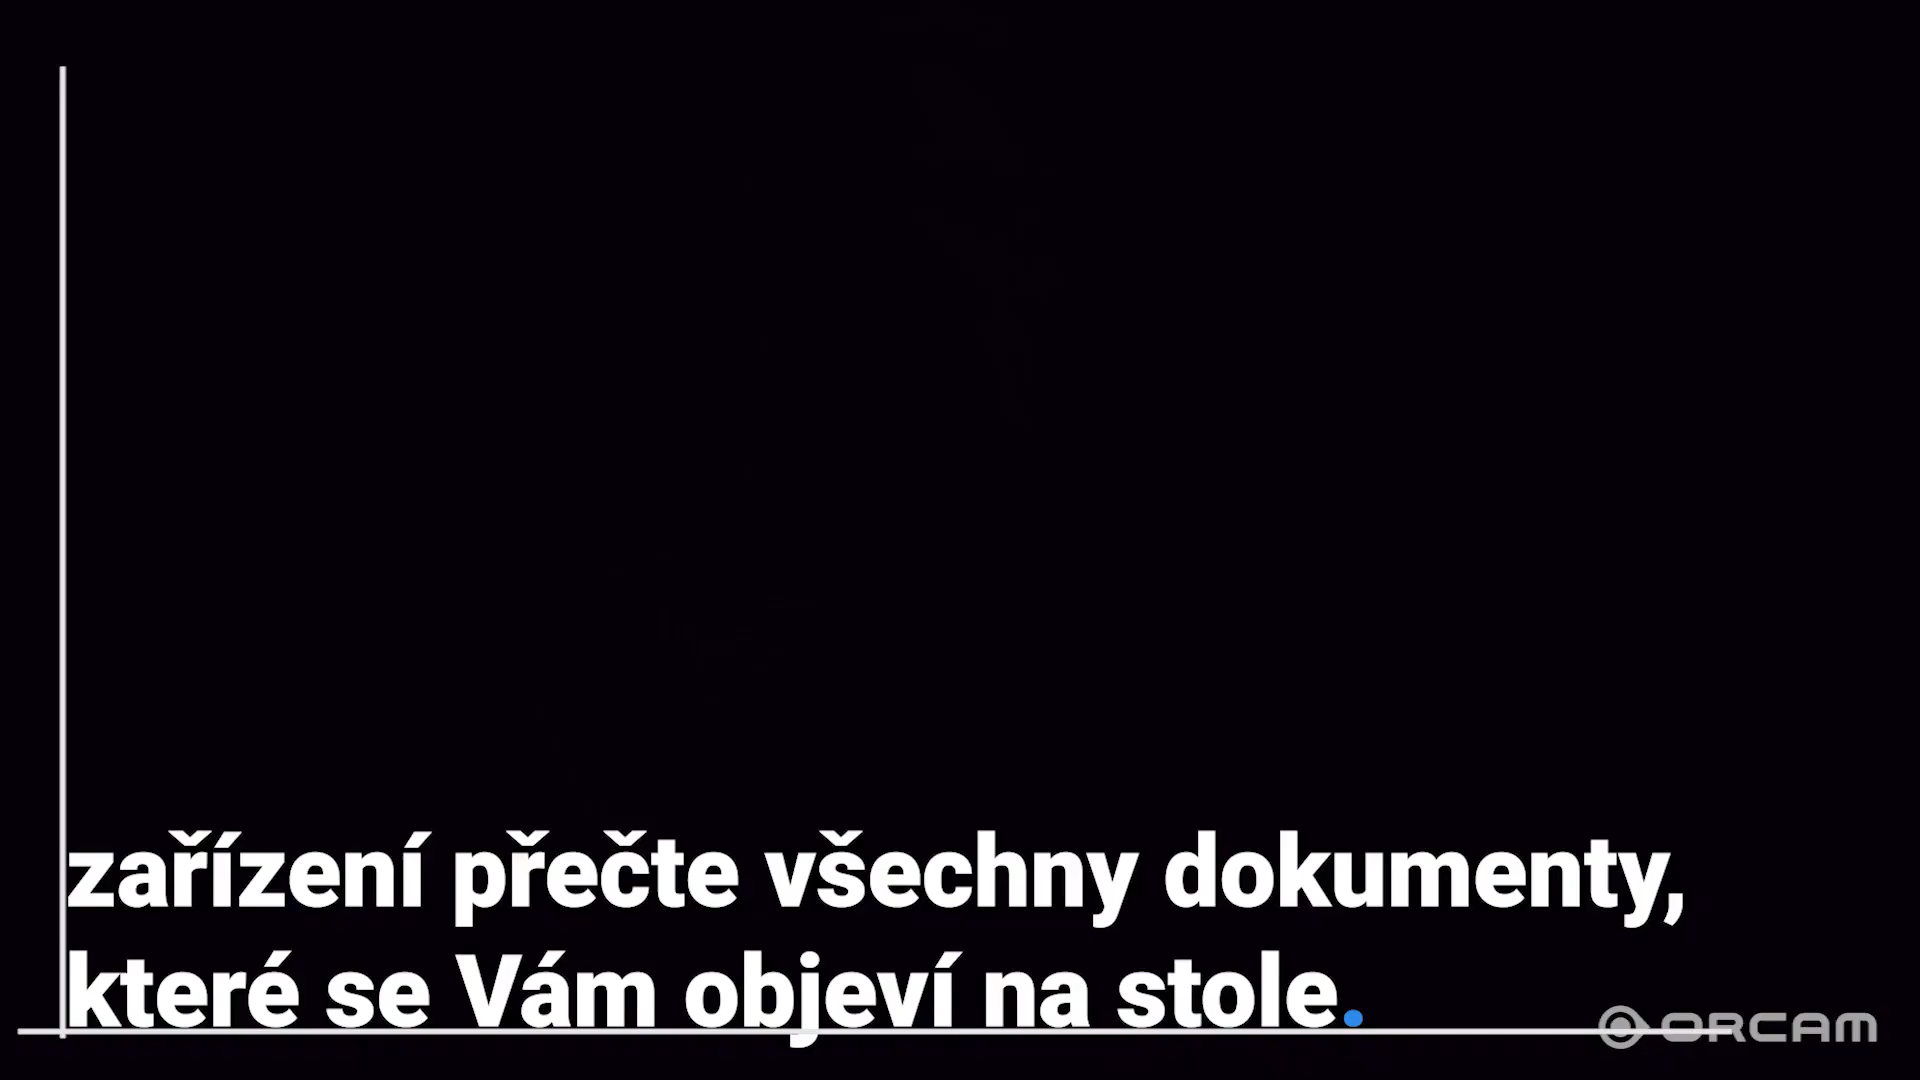 zařízení přečte všechny dokumenty,
které se Vám objeví na stole.
ORCAM